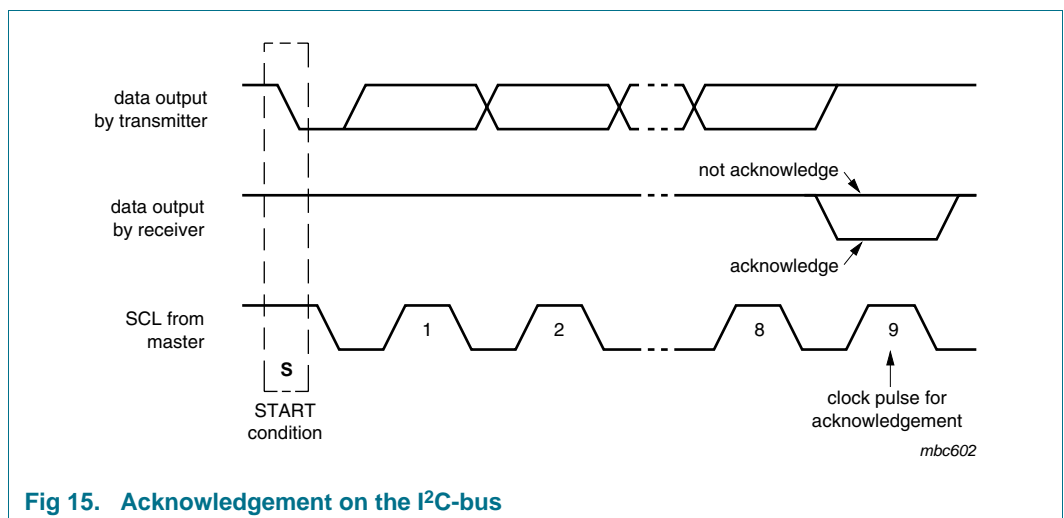 data output
by transmitter
not acknowledge
data output
by receiver
acknowledge
SCL from
master
1
2
8
9
S
START
condition
clock pulse for
acknowledgement
mbc602
Fig 15. Acknowledgement on the I²C-bus